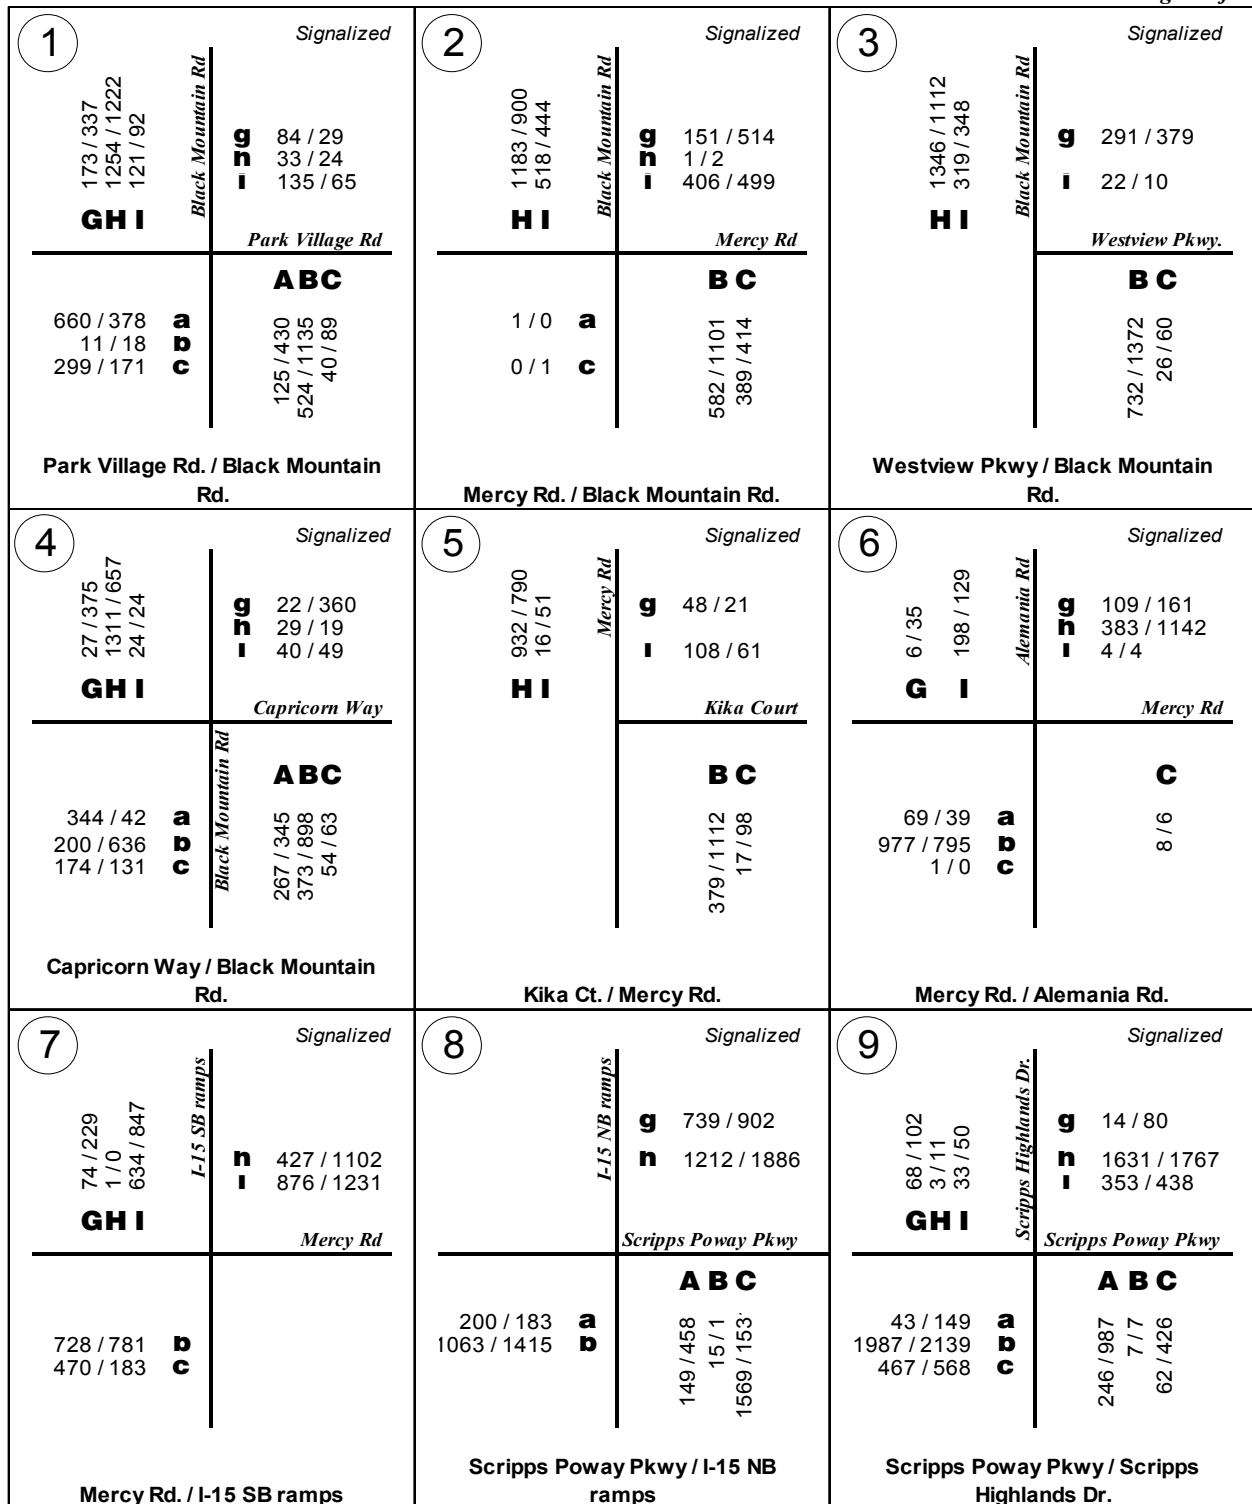 1
Signalized
173 / 337
1254 / 1222
121 / 92
Black Mountain Rd
g 84 / 29
h 33 / 24
i 135 / 65
G H I
Park Village Rd
A B C
660 / 378 a
11 / 18 b
299 / 171 c
125 / 430
524 / 1135
40 / 89
Park Village Rd. / Black Mountain
Rd.
2
Signalized
1183 / 900
518 / 444
Black Mountain Rd
g 151 / 514
h 1 / 2
i 406 / 499
H I
Mercy Rd
B C
1 / 0 a
0 / 1 c
582 / 1101
389 / 414
Mercy Rd. / Black Mountain Rd.
3
Signalized
1346 / 1112
319 / 348
Black Mountain Rd
g 291 / 379
i 22 / 10
H I
Westview Pkwy.
B C
732 / 1372
26 / 60
Westview Pkwy / Black Mountain
Rd.
4
Signalized
27 / 375
1311 / 657
24 / 24
g 22 / 360
h 29 / 19
i 40 / 49
G H I
Capricorn Way
Black Mountain Rd
A B C
344 / 42 a
200 / 636 b
174 / 131 c
267 / 345
373 / 898
54 / 63
Capricorn Way / Black Mountain
Rd.
5
Signalized
932 / 790
16 / 51
Mercy Rd
g 48 / 21
i 108 / 61
H I
Kika Court
B C
379 / 1112
17 / 98
Kika Ct. / Mercy Rd.
6
Signalized
6 / 35
198 / 129
Alemania Rd
g 109 / 161
h 383 / 1142
i 4 / 4
G I
Mercy Rd
C
69 / 39 a
977 / 795 b
1 / 0 c
8 / 6
Mercy Rd. / Alemania Rd.
7
Signalized
74 / 229
1 / 0
634 / 847
I-15 SB ramps
h 427 / 1102
i 876 / 1231
G H I
Mercy Rd
728 / 781 b
470 / 183 c
Mercy Rd. / I-15 SB ramps
8
Signalized
I-15 NB ramps
g 739 / 902
h 1212 / 1886
Scripps Poway Pkwy
A B C
200 / 183 a
1063 / 1415 b
149 / 458
15 / 1
1569 / 153
Scripps Poway Pkwy / I-15 NB
ramps
9
Signalized
68 / 102
3 / 11
33 / 50
Scripps Highlands Dr.
g 14 / 80
h 1631 / 1767
i 353 / 438
G H I
Scripps Poway Pkwy
A B C
43 / 149 a
1987 / 2139 b
467 / 568 c
246 / 987
7 / 7
62 / 426
Scripps Poway Pkwy / Scripps
Highlands Dr.